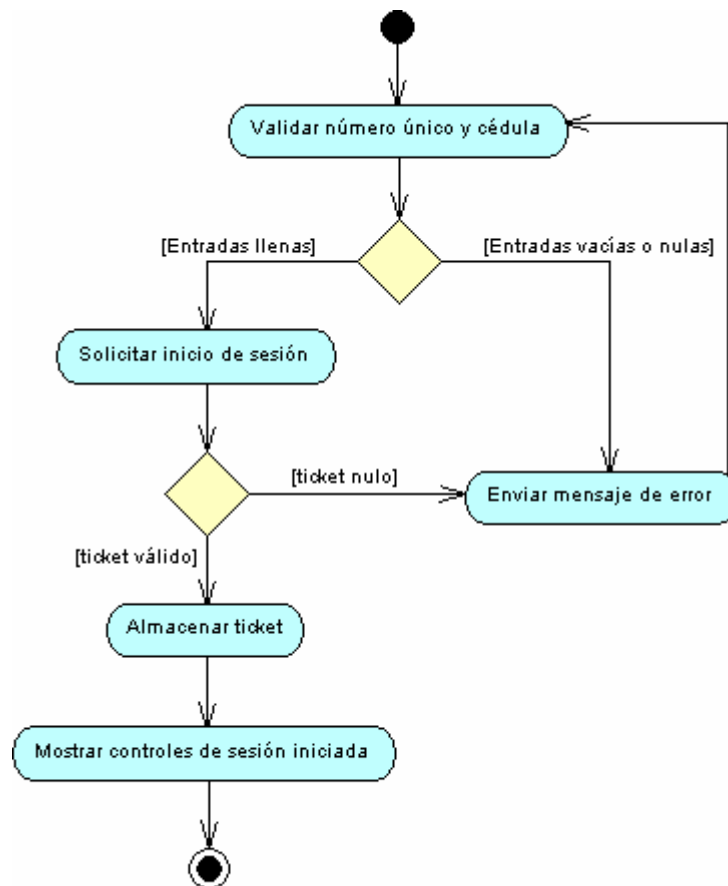 Validar número único y cédula
[Entradas llenas]
[Entradas vacías o nulas]
Solicitar inicio de sesión
[ticket nulo]
Enviar mensaje de error
[ticket válido]
Almacenar ticket
Mostrar controles de sesión iniciada